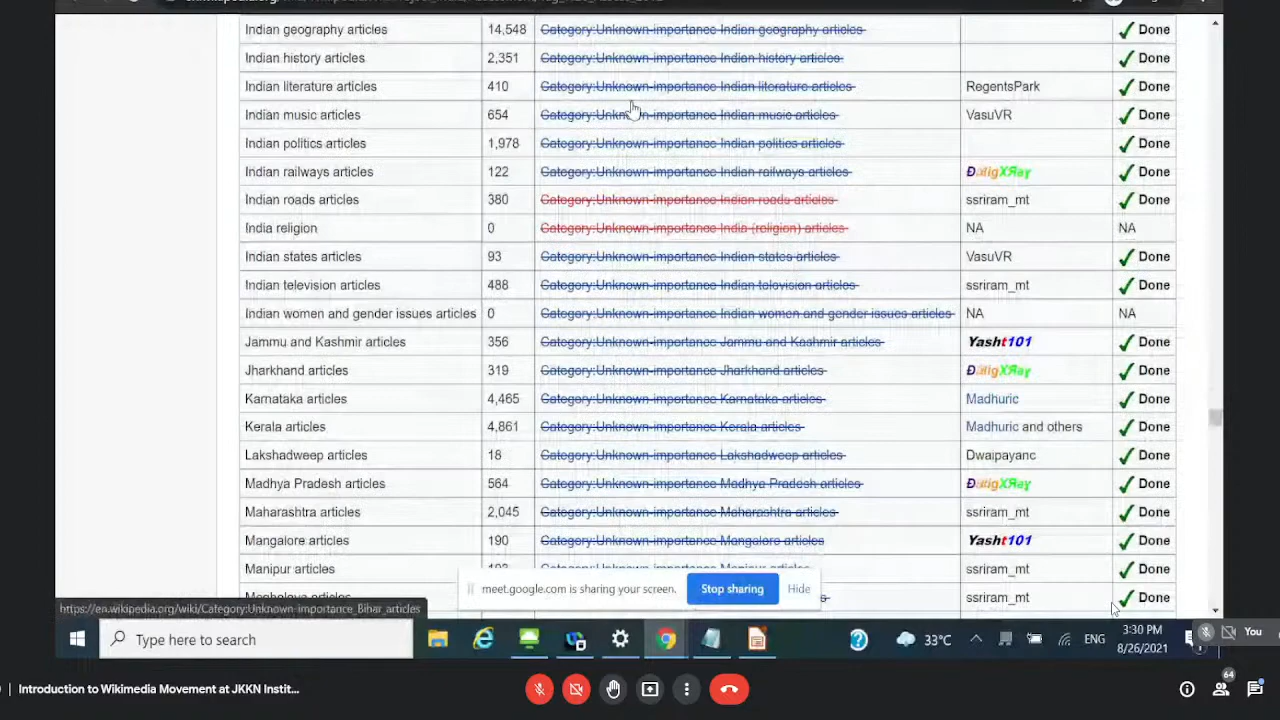 Indian geography articles 14,548 Category:Unknown-importance Indian geography articles Done
Indian history articles 2,351 Category:Unknown-importance Indian history articles Done
Indian literature articles 410 Category:Unknown-importance Indian literature articles RegentsPark Done
Indian music articles 654 Category:Unknown-importance Indian music articles VasuVR Done
Indian politics articles 1,978 Category:Unknown-importance Indian politics articles Done
Indian railways articles 122 Category:Unknown-importance Indian railways articles Done
Indian roads articles 380 Category:Unknown-importance Indian roads articles ssriram_mt Done
India religion 0 Category:Unknown-importance India (religion) articles NA NA
Indian states articles 93 Category:Unknown-importance Indian states articles VasuVR Done
Indian television articles 488 Category:Unknown-importance Indian television articles ssriram_mt Done
Indian women and gender issues articles 0 Category:Unknown-importance Indian women and gender issues articles NA NA
Jammu and Kashmir articles 356 Category:Unknown-importance Jammu and Kashmir articles Yasht101 Done
Jharkhand articles 319 Category:Unknown-importance Jharkhand articles Done
Karnataka articles 4,465 Category:Unknown-importance Karnataka articles Madhuric Done
Kerala articles 4,861 Category:Unknown-importance Kerala articles Madhuric and others Done
Lakshadweep articles 18 Category:Unknown-importance Lakshadweep articles Dwaipayanc Done
Madhya Pradesh articles 564 Category:Unknown-importance Madhya Pradesh articles Done
Maharashtra articles 2,045 Category:Unknown-importance Maharashtra articles ssriram_mt Done
Mangalore articles 190 Category:Unknown-importance Mangalore articles Yasht101 Done
Manipur articles Category:Unknown-importance Manipur articles ssriram_mt Done
ssriram_mt Done
meet.google.com is sharing your screen. Stop sharing Hide
https://en.wikipedia.org/wiki/Category:Unknown-importance_Bihar_articles
Type here to search 33°C ENG 3:30 PM You
8/26/2021
Introduction to Wikimedia Movement at JKKN Instit... 64